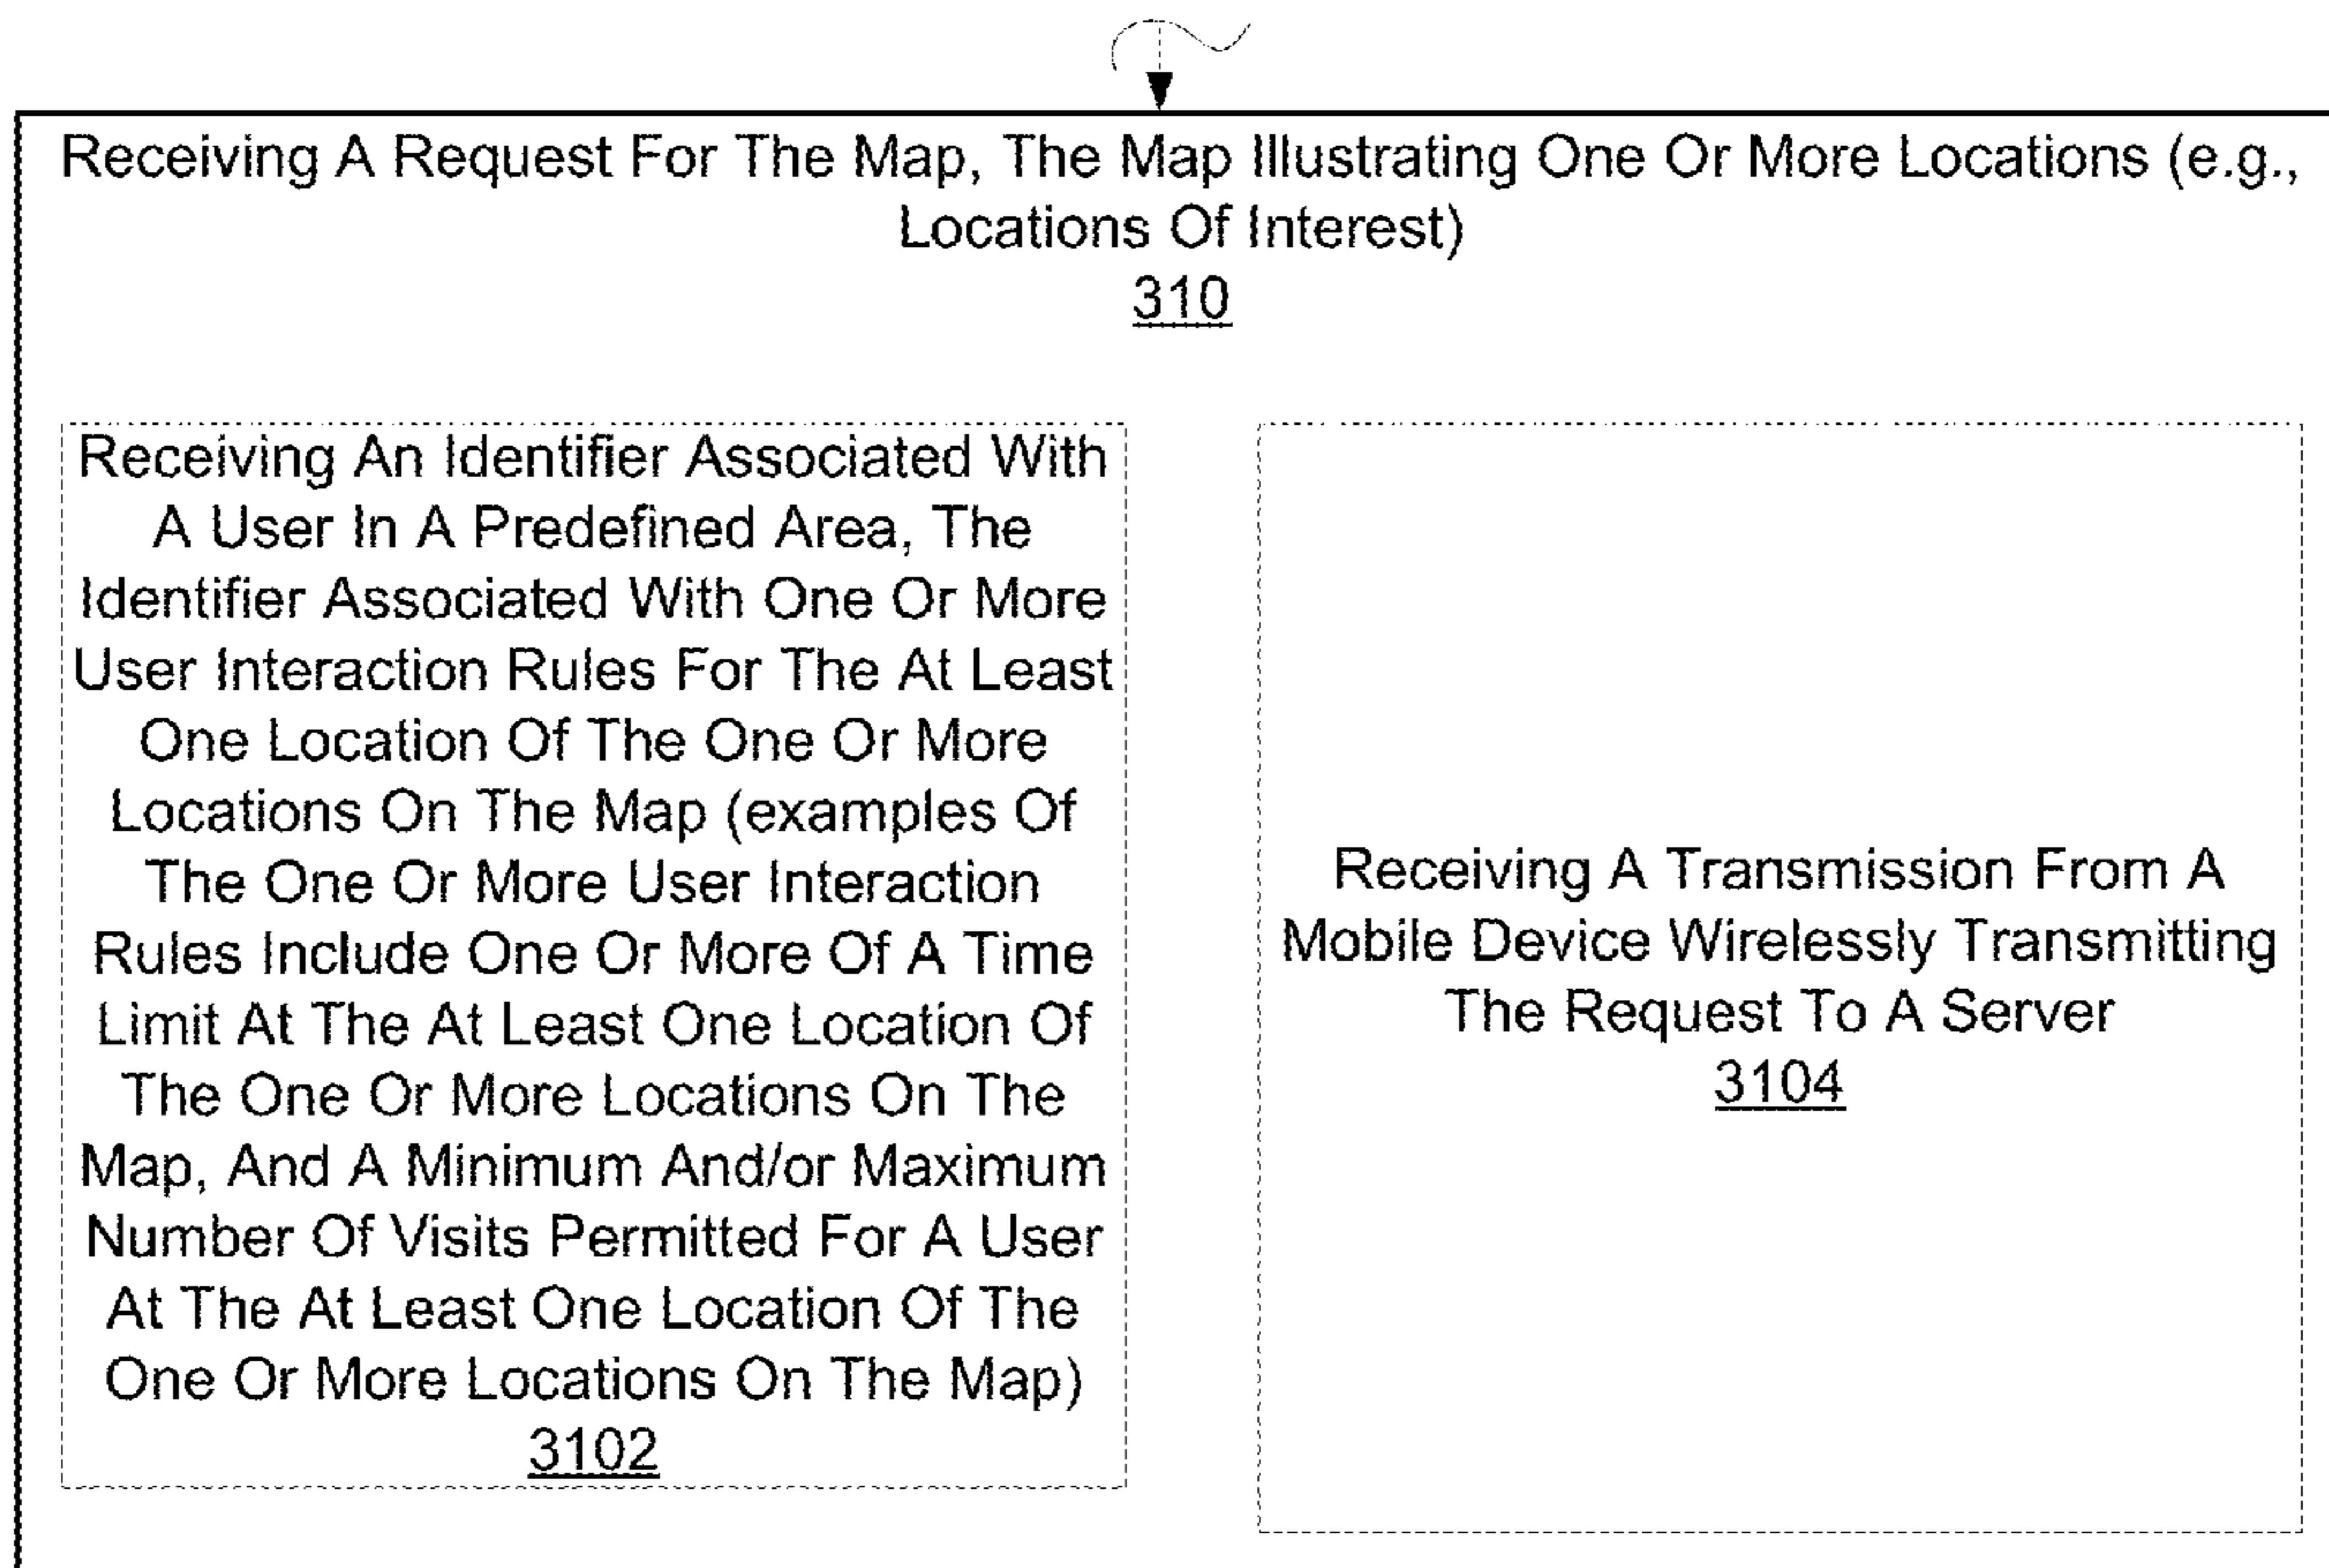 Receiving A Request For The Map, The Map Illustrating One Or More Locations (e.g.,
Locations Of Interest)
310
Receiving An Identifier Associated With
A User In A Predefined Area, The
Identifier Associated With One Or More
User Interaction Rules For The At Least
One Location Of The One Or More
Locations On The Map (examples Of
The One Or More User Interaction
Rules Include One Or More Of A Time
Limit At The At Least One Location Of
The One Or More Locations On The
Map, And A Minimum And/or Maximum
Number Of Visits Permitted For A User
At The At Least One Location Of The
One Or More Locations On The Map)
3102
Receiving A Transmission From A
Mobile Device Wirelessly Transmitting
The Request To A Server
3104